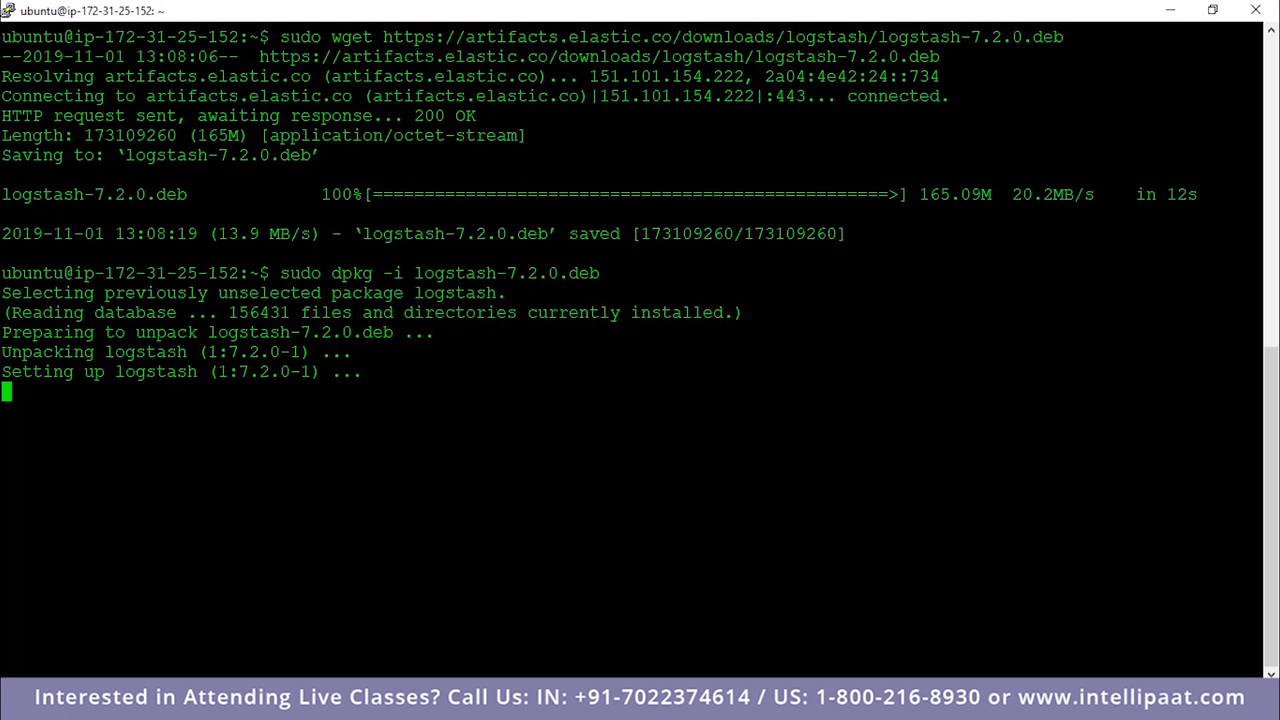 ubuntu@ip-172-31-25-152: ~
ubuntu@ip-172-31-25-152:~$ sudo wget https://artifacts.elastic.co/downloads/logstash/logstash-7.2.0.deb
--2019-11-01 13:08:06--  https://artifacts.elastic.co/downloads/logstash/logstash-7.2.0.deb
Resolving artifacts.elastic.co (artifacts.elastic.co)... 151.101.154.222, 2a04:4e42:24::734
Connecting to artifacts.elastic.co (artifacts.elastic.co)|151.101.154.222|:443... connected.
HTTP request sent, awaiting response... 200 OK
Length: 173109260 (165M) [application/octet-stream]
Saving to: ‘logstash-7.2.0.deb’
logstash-7.2.0.deb             100%[==================================================>] 165.09M  20.2MB/s    in 12s
2019-11-01 13:08:19 (13.9 MB/s) - ‘logstash-7.2.0.deb’ saved [173109260/173109260]
ubuntu@ip-172-31-25-152:~$ sudo dpkg -i logstash-7.2.0.deb
Selecting previously unselected package logstash.
(Reading database ... 156431 files and directories currently installed.)
Preparing to unpack logstash-7.2.0.deb ...
Unpacking logstash (1:7.2.0-1) ...
Setting up logstash (1:7.2.0-1) ...
Interested in Attending Live Classes? Call Us: IN: +91-7022374614 / US: 1-800-216-8930 or www.intellipaat.com